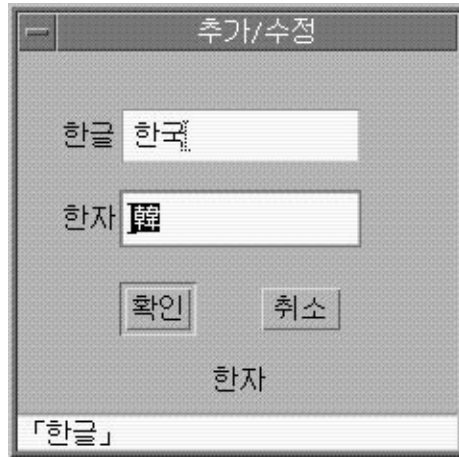 추가/수정
한글 한국
한자 韓
확인 취소
한자
「한글」